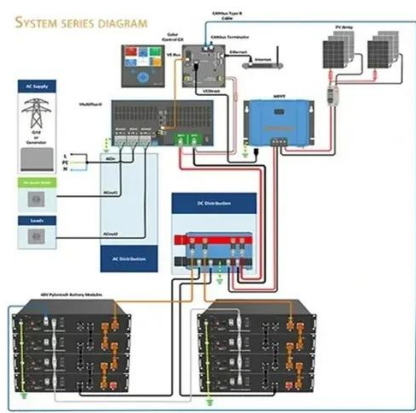 SYSTEM SERIES DIAGRAM
CANbus Type B
Cable
Color
Control GX
CANbus Terminator
PV Array
VE.Bus
Ethernet
Internet
AC Supply
VE.Direct
MultiPlus-II
MPPT
Grid
or
Generator
L
PE
N
ACin
ACout1
Loads
ACout2
DC Distribution
AC Distribution
48V Pylontech Battery Modules